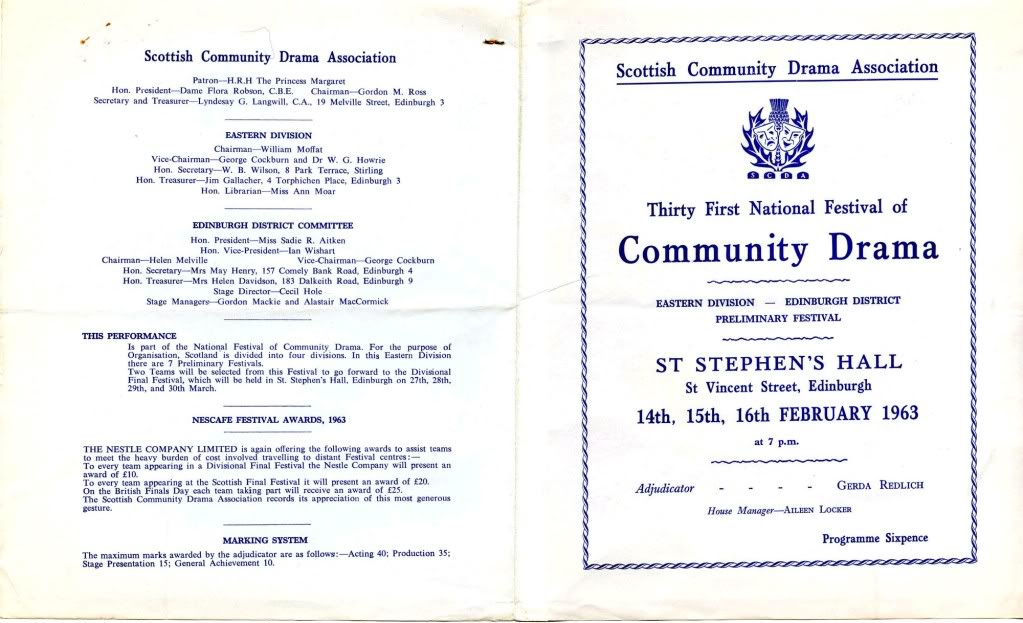 Scottish Community Drama Association
Patron—H.R.H The Princess Margaret
Hon. President—Dame Flora Robson, C.B.E. Chairman—Gordon M. Ross
Secretary and Treasurer—Lyndesay G. Langwill, C.A., 19 Melville Street, Edinburgh 3
EASTERN DIVISION
Chairman—William Moffat
Vice-Chairman—George Cockburn and Dr W. G. Howrie
Hon. Secretary—W. B. Wilson, 8 Park Terrace, Stirling
Hon. Treasurer—Jim Gallacher, 4 Torphichen Place, Edinburgh 3
Hon. Librarian—Miss Ann Moar
EDINBURGH DISTRICT COMMITTEE
Hon. President—Miss Sadie R. Aitken
Hon. Vice-President—Ian Wishart
Chairman—Helen Melville Vice-Chairman—George Cockburn
Hon. Secretary—Mrs May Henry, 157 Comely Bank Road, Edinburgh 4
Hon. Treasurer—Mrs Helen Davidson, 183 Dalkeith Road, Edinburgh 9
Stage Director—Cecil Hole
Stage Managers—Gordon Mackie and Alastair MacCormick
THIS PERFORMANCE
Is part of the National Festival of Community Drama. For the purpose of
Organisation, Scotland is divided into four divisions. In this Eastern Division
there are 7 Preliminary Festivals.
Two Teams will be selected from this Festival to go forward to the Divisional
Final Festival, which will be held in St. Stephen's Hall, Edinburgh on 27th, 28th,
29th, and 30th March.
NESCAFE FESTIVAL AWARDS, 1963
THE NESTLE COMPANY LIMITED is again offering the following awards to assist teams
to meet the heavy burden of cost involved travelling to distant Festival centres:—
To every team appearing in a Divisional Final Festival the Nestle Company will present an
award of £10.
To every team appearing at the Scottish Final Festival it will present an award of £20.
On the British Finals Day each team taking part will receive an award of £25.
The Scottish Community Drama Association records its appreciation of this most generous
gesture.
MARKING SYSTEM
The maximum marks awarded by the adjudicator are as follows:—Acting 40; Production 35;
Stage Presentation 15; General Achievement 10.
Scottish Community Drama Association
S C D A
Thirty First National Festival of
Community Drama
EASTERN DIVISION — EDINBURGH DISTRICT
PRELIMINARY FESTIVAL
ST STEPHEN'S HALL
St Vincent Street, Edinburgh
14th, 15th, 16th FEBRUARY 1963
at 7 p.m.
Adjudicator - - - - GERDA REDLICH
House Manager—AILEEN LOCKER
Programme Sixpence